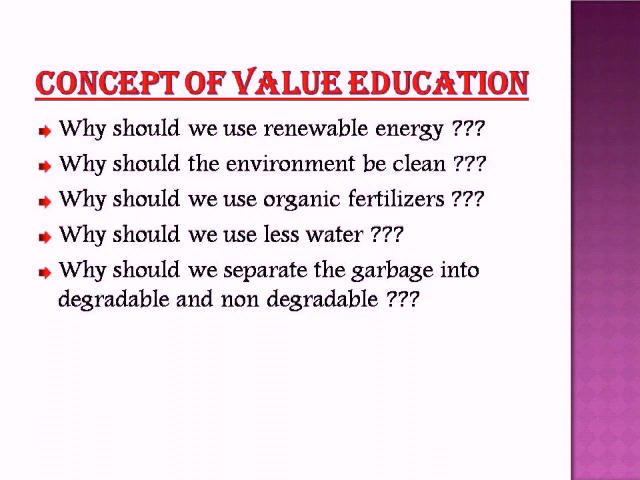 CONCEPT OF VALUE EDUCATION
Why should we use renewable energy ???
Why should the environment be clean ???
Why should we use organic fertilizers ???
Why should we use less water ???
Why should we separate the garbage into
degradable and non degradable ???